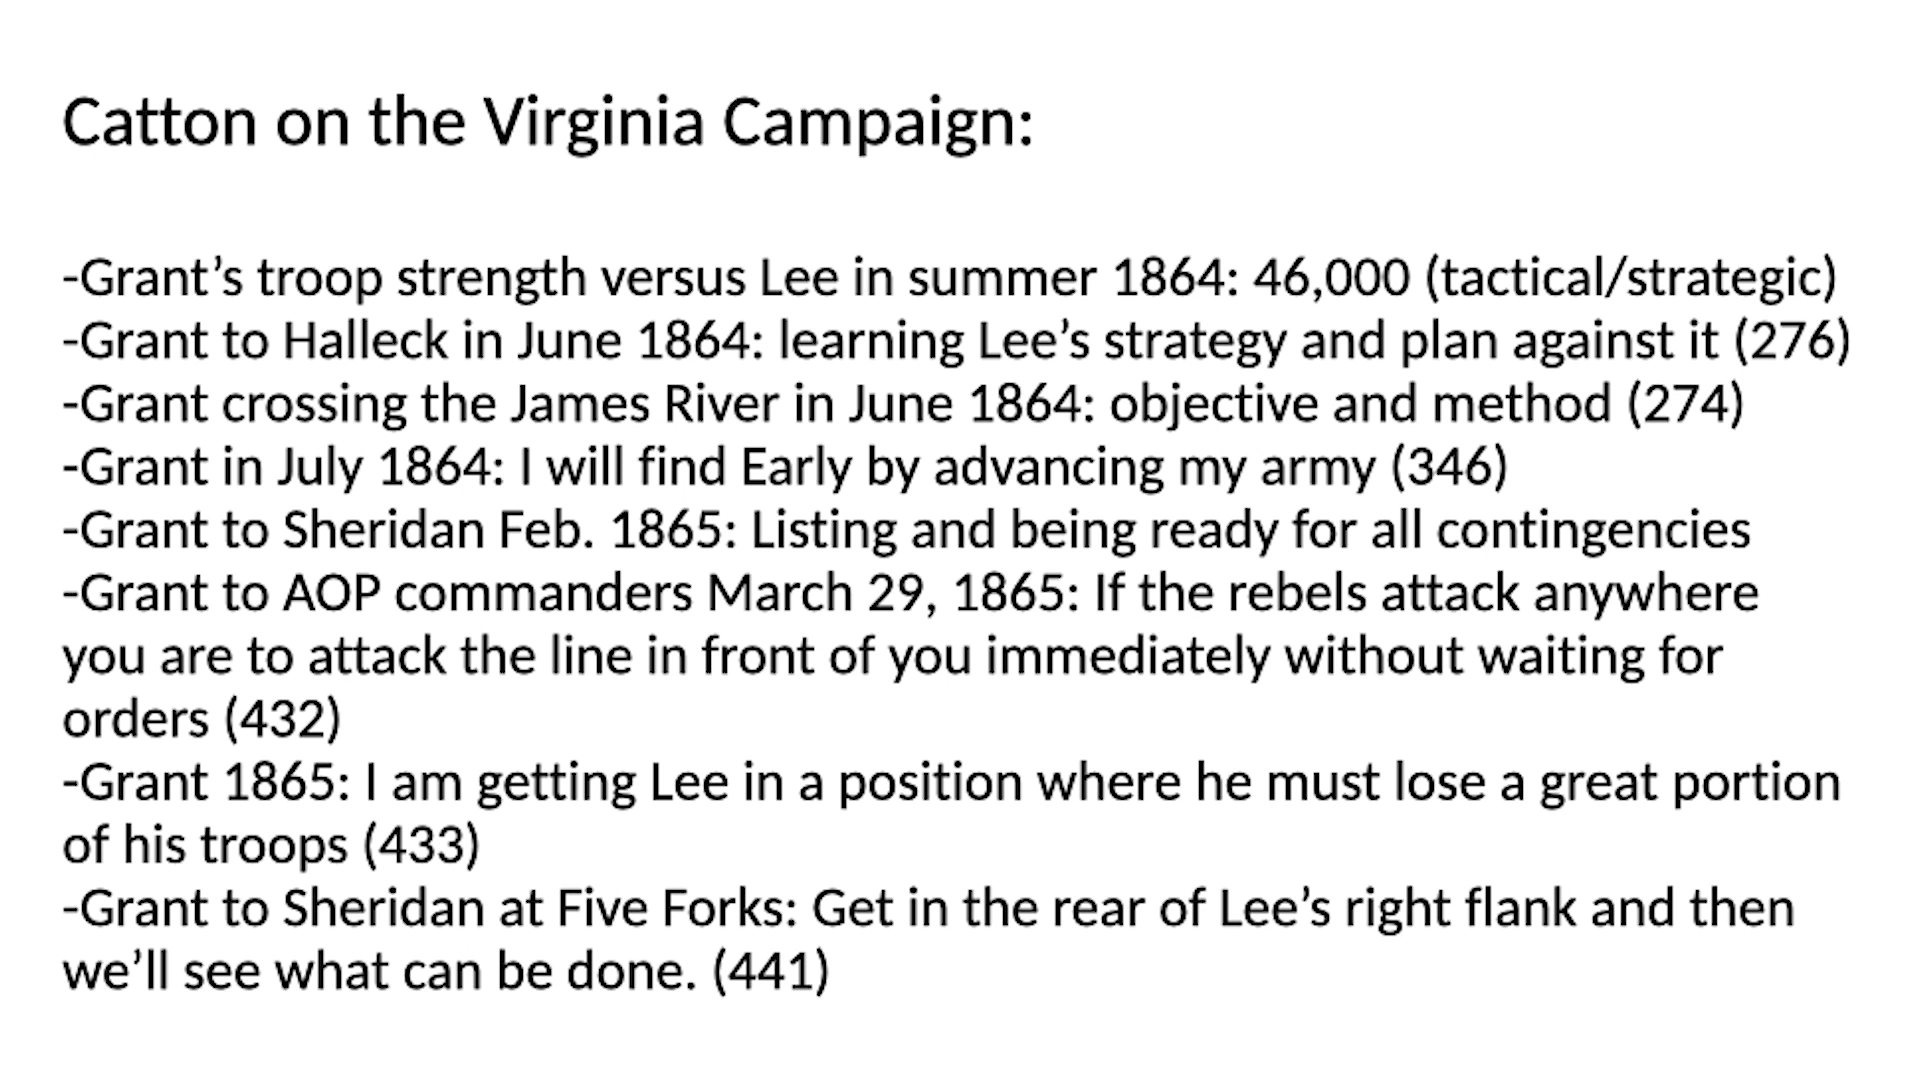 Catton on the Virginia Campaign:
-Grant’s troop strength versus Lee in summer 1864: 46,000 (tactical/strategic)
-Grant to Halleck in June 1864: learning Lee’s strategy and plan against it (276)
-Grant crossing the James River in June 1864: objective and method (274)
-Grant in July 1864: I will find Early by advancing my army (346)
-Grant to Sheridan Feb. 1865: Listing and being ready for all contingencies
-Grant to AOP commanders March 29, 1865: If the rebels attack anywhere
you are to attack the line in front of you immediately without waiting for
orders (432)
-Grant 1865: I am getting Lee in a position where he must lose a great portion
of his troops (433)
-Grant to Sheridan at Five Forks: Get in the rear of Lee’s right flank and then
we’ll see what can be done. (441)